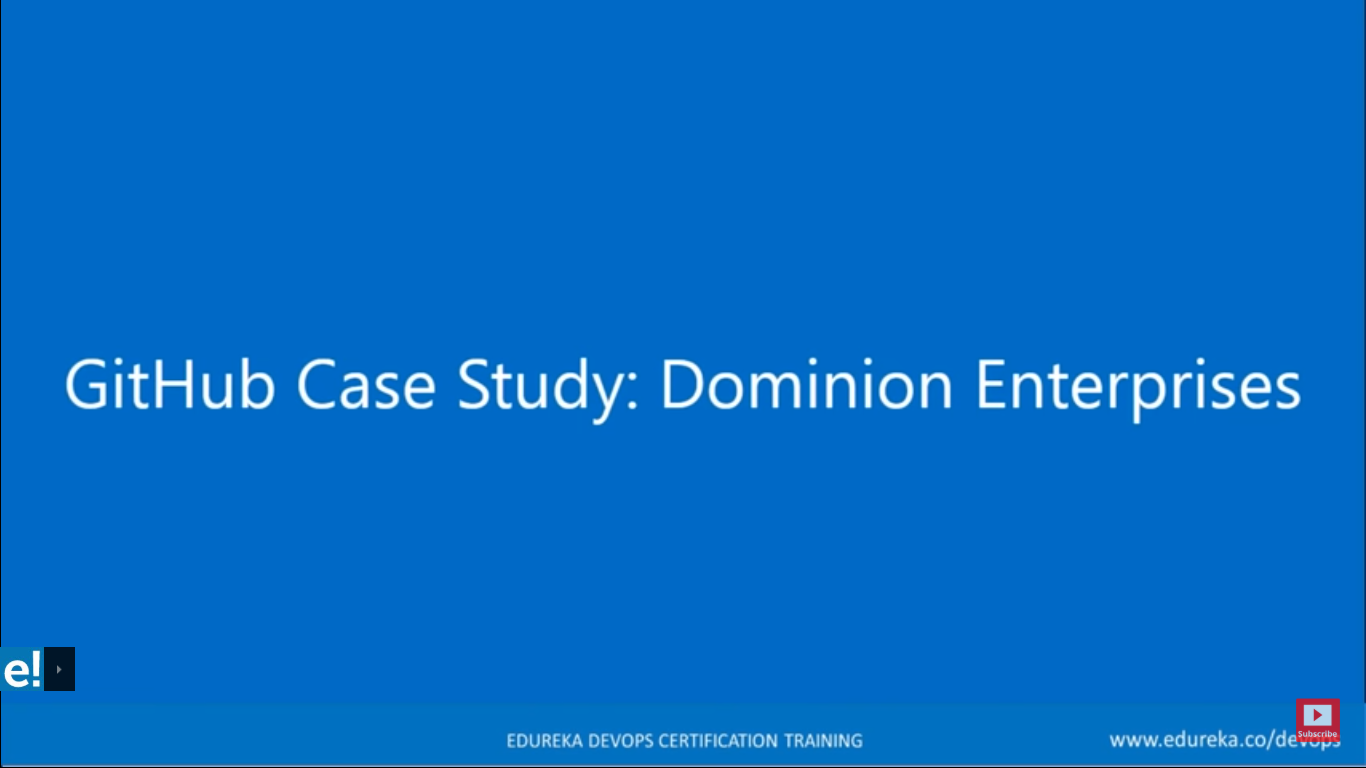 GitHub Case Study: Dominion Enterprises
e!
Subscribe
EDUREKA DEVOPS CERTIFICATION TRAINING
www.edureka.co/devops